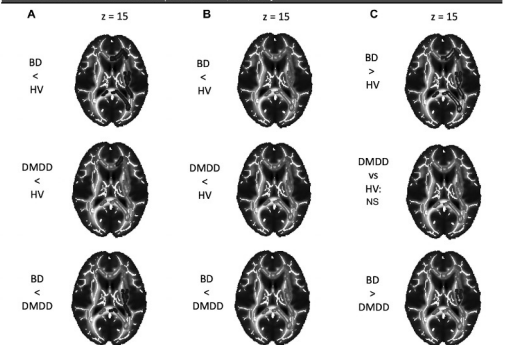 A z = 15
B z = 15
C z = 15
BD
<
HV
BD
<
HV
BD
>
HV
DMDD
<
HV
DMDD
<
HV
DMDD
vs
HV:
NS
BD
<
DMDD
BD
<
DMDD
BD
>
DMDD